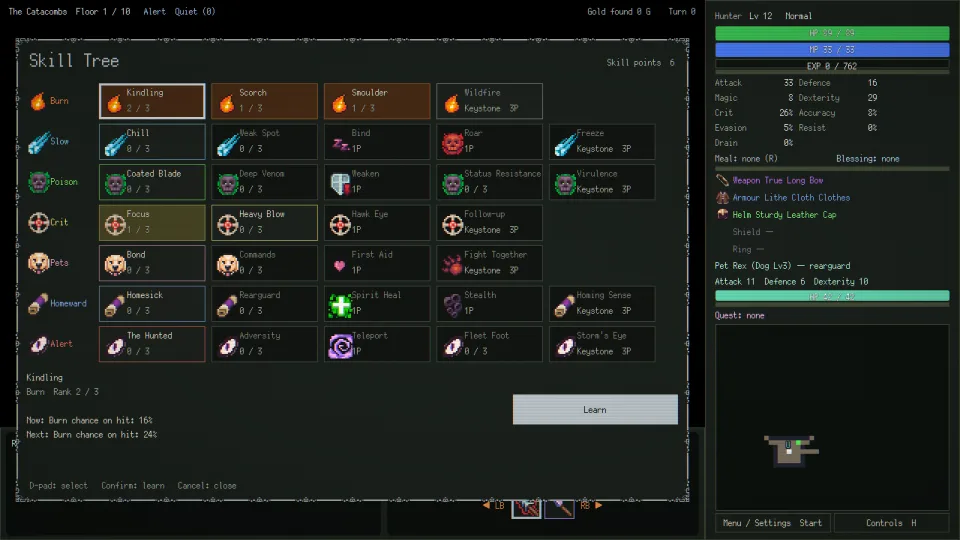 The Catacombs Floor 1 / 10 Alert Quiet (0) Gold found 0 G Turn 0
Skill Tree
Skill points 6
Burn
Kindling
2 / 3
Scorch
1 / 3
Smoulder
1 / 3
Wildfire
Keystone 3P
Slow
Chill
0 / 3
Weak Spot
0 / 3
Bind
1P
Roar
1P
Freeze
Keystone 3P
Poison
Coated Blade
0 / 3
Deep Venom
0 / 3
Weaken
1P
Status Resistance
0 / 3
Virulence
Keystone 3P
Crit
Focus
1 / 3
Heavy Blow
0 / 3
Hawk Eye
1P
Follow-up
Keystone 3P
Pets
Bond
0 / 3
Commands
0 / 3
First Aid
1P
Fight Together
Keystone 3P
Homeward
Homesick
0 / 3
Rearguard
0 / 3
Spirit Heal
1P
Stealth
1P
Homing Sense
Keystone 3P
Alert
The Hunted
0 / 3
Adversity
0 / 3
Teleport
1P
Fleet Foot
0 / 3
Storm's Eye
Keystone 3P
Kindling
Burn Rank 2 / 3
Now: Burn chance on hit: 16%
Next: Burn chance on hit: 24%
Learn
D-pad: select Confirm: learn Cancel: close
LB RB
Hunter Lv 12 Normal
EXP 0 / 762
Attack 33 Defence 16
Magic 8 Dexterity 29
Crit 26% Accuracy 8%
Evasion 5% Resist 0%
Drain 0%
Meal: none (R) Blessing: none
Weapon True Long Bow
Armour Lithe Cloth Clothes
Helm Sturdy Leather Cap
Shield —
Ring —
Pet Rex (Dog Lv3) — rearguard
Attack 11 Defence 6 Dexterity 10
Quest: none
Menu / Settings Start Controls H